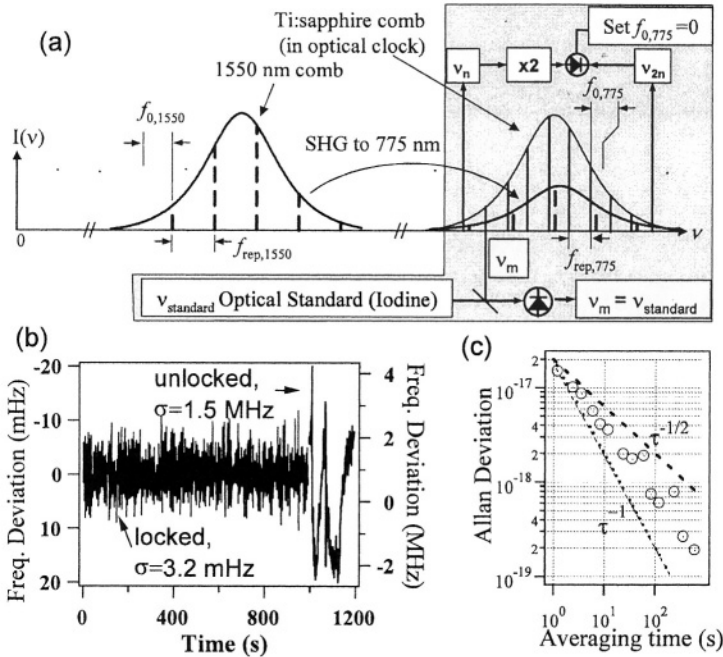 (a)
Ti:sapphire comb
(in optical clock)
Set f0,775=0
1550 nm comb
νn
x2
ν2n
f0,1550
f0,775
I(ν)
SHG to 775 nm
0
frep,1550
νm
frep,775
ν
νstandard Optical Standard (Iodine)
νm = νstandard
(b)
Freq. Deviation (mHz)
-20
-10
0
10
20
unlocked,
σ=1.5 MHz
locked,
σ=3.2 mHz
4
2
0
-2
Freq. Deviation
(MHz)
0
400
800
1200
Time (s)
(c)
Allan Deviation
2
10-17
4
2
10-18
4
2
10-19
τ-1/2
τ-1
100
101
102
Averaging time (s)